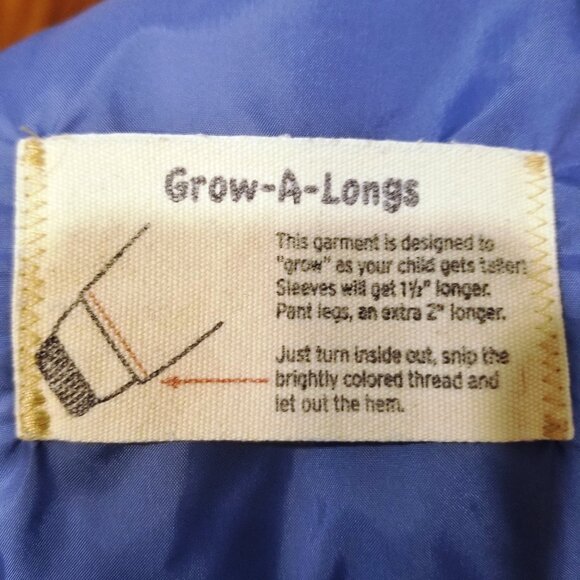 Grow-A-Longs
This garment is designed to
"grow" as your child gets taller.
Sleeves will get 1½" longer.
Pant legs, an extra 2" longer.
Just turn inside out, snip the
brightly colored thread and
let out the hem.